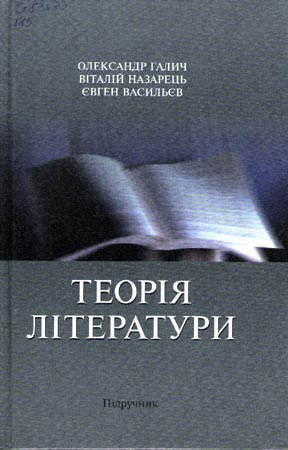 ОЛЕКСАНДР ГАЛИЧ
ВІТАЛІЙ НАЗАРЕЦЬ
ЄВГЕН ВАСИЛЬЄВ
ТЕОРІЯ
ЛІТЕРАТУРИ
Підручник